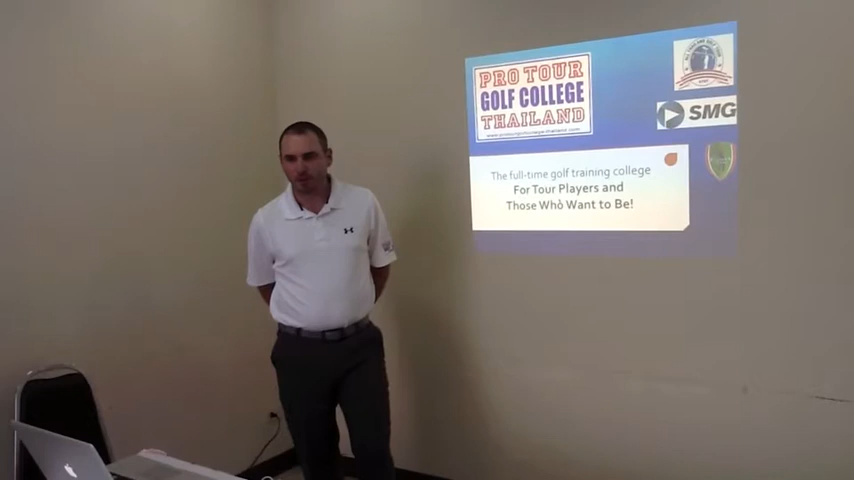 PRO TOUR
GOLF COLLEGE
THAILAND
SMG
The full-time golf training college
For Tour Players and
Those Who Want to Be!